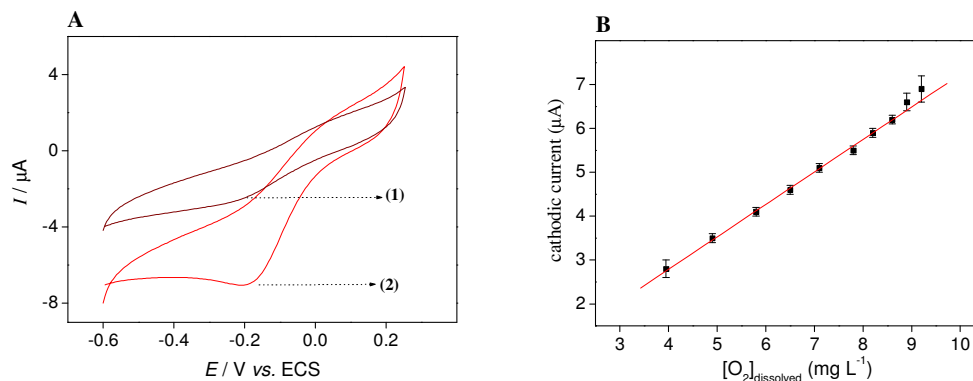 A
4
0
-4
-8
I / µA
-0.6
-0.4
-0.2
0.0
0.2
E / V vs. ECS
(1)
(2)
B
7
6
5
4
3
2
cathodic current (µA)
3 4 5 6 7 8 9 10
[O2]dissolved (mg L-1)